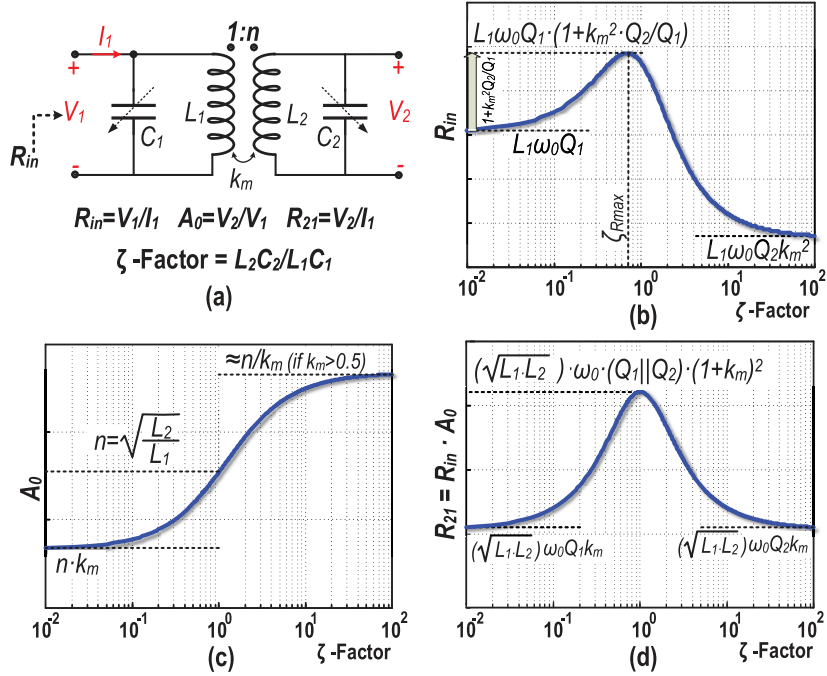 1:n
I₁
+
+
V₁
C₁
L₁
L₂
C₂
V₂
Rin
-
-
kₘ
Rin=V₁/I₁ A₀=V₂/V₁ R₂₁=V₂/I₁
ζ-Factor = L₂C₂/L₁C₁
(a)
L₁ω₀Q₁·(1+kₘ²·Q₂/Q₁)
1+kₘ²Q₂/Q₁
Rin
L₁ω₀Q₁
ζRmax
L₁ω₀Q₂kₘ²
10⁻² 10⁻¹ 10⁰ 10¹ 10²
ζ-Factor
(b)
≈n/kₘ (if kₘ>0.5)
n=√(L₂/L₁)
A₀
n·kₘ
10⁻² 10⁻¹ 10⁰ 10¹ 10²
ζ-Factor
(c)
(√L₁·L₂)·ω₀·(Q₁||Q₂)·(1+kₘ)²
R₂₁ = Rin · A₀
(√L₁·L₂)ω₀Q₁kₘ
(√L₁·L₂)ω₀Q₂kₘ
10⁻² 10⁻¹ 10⁰ 10¹ 10²
ζ-Factor
(d)